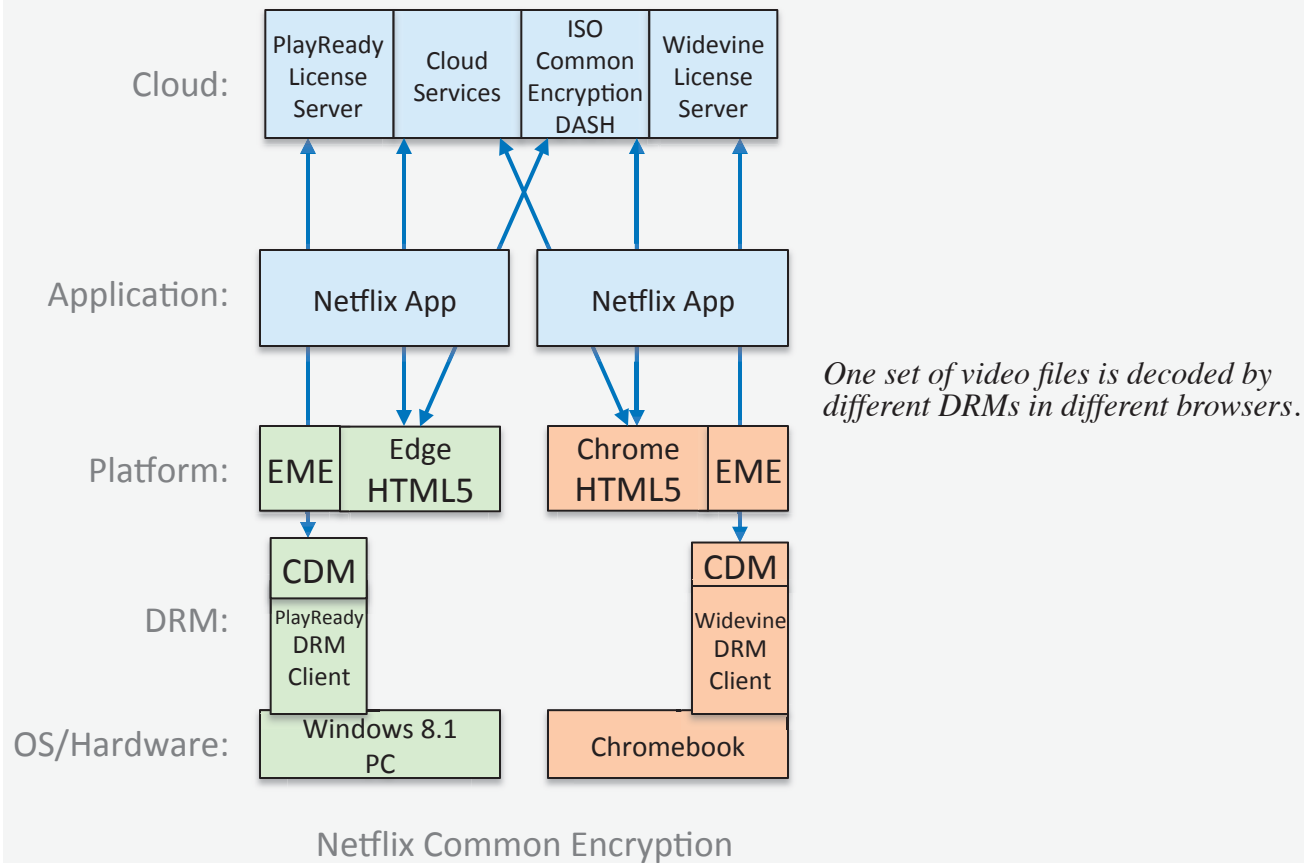 Cloud:
PlayReady
License
Server
Cloud
Services
ISO
Common
Encryption
DASH
Widevine
License
Server
Application:
Netflix App
Netflix App
One set of video files is decoded by
different DRMs in different browsers.
Platform:
EME
Edge
HTML5
Chrome
HTML5
EME
DRM:
CDM
PlayReady
DRM
Client
CDM
Widevine
DRM
Client
OS/Hardware:
Windows 8.1
PC
Chromebook
Netflix Common Encryption